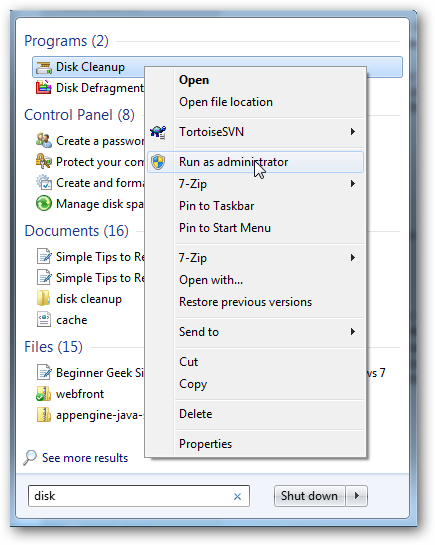 Programs (2)
Disk Cleanup
Disk Defragment
Control Panel (8)
Create a passwo
Protect your com
Create and forma
Manage disk spa
Documents (16)
Simple Tips to Re
Simple Tips to Re
disk cleanup
cache
Files (15)
Beginner Geek Si
ws 7
webfront
appengine-java-s
See more results
disk
Shut down
Open
Open file location
TortoiseSVN
Run as administrator
7-Zip
Pin to Taskbar
Pin to Start Menu
7-Zip
Open with...
Restore previous versions
Send to
Cut
Copy
Delete
Properties